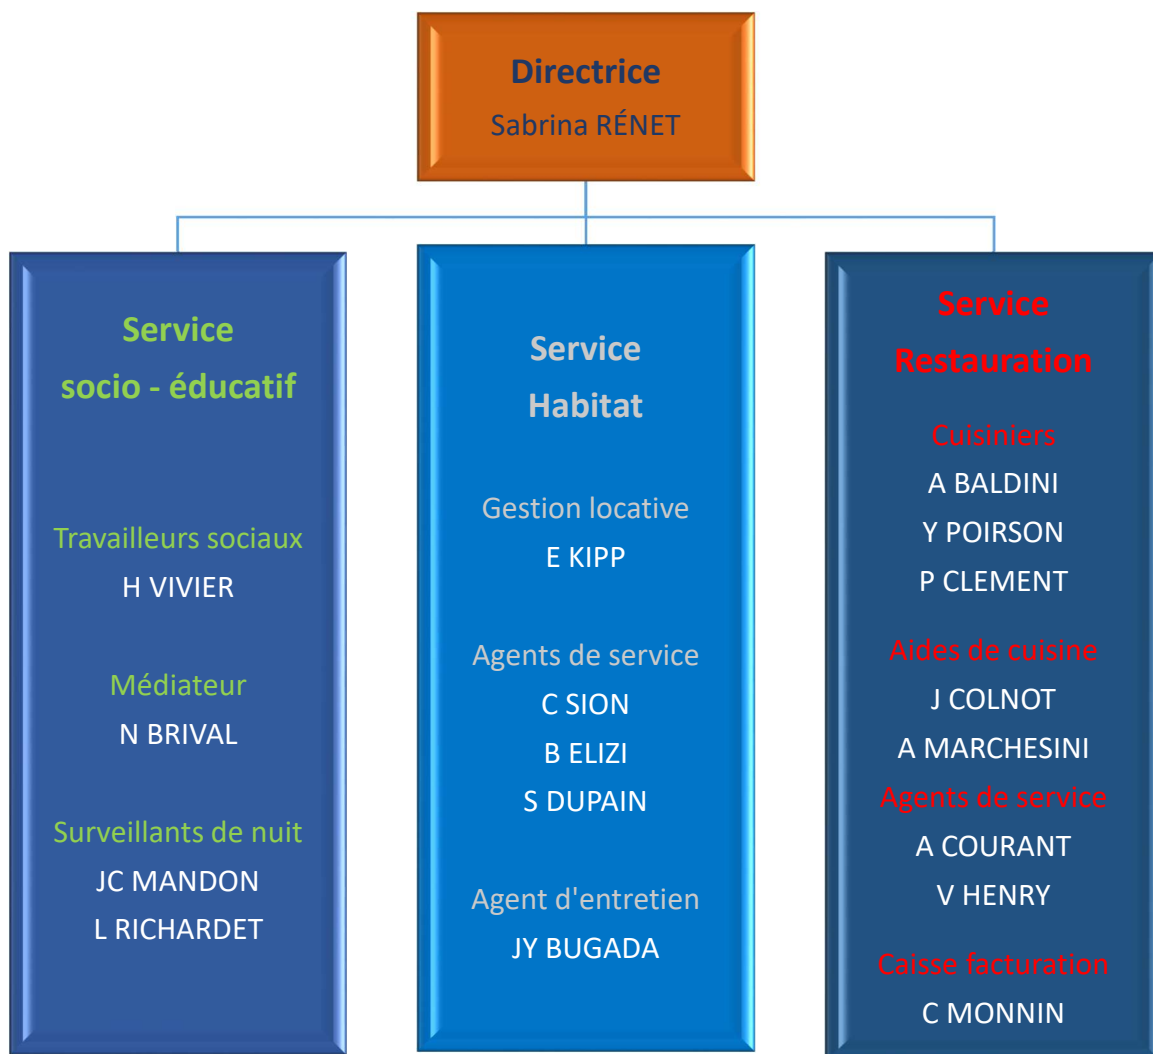 Directrice
Sabrina RÉNET
Service
socio - éducatif
Travailleurs sociaux
H VIVIER
Médiateur
N BRIVAL
Surveillants de nuit
JC MANDON
L RICHARDET
Service
Habitat
Gestion locative
E KIPP
Agents de service
C SION
B ELIZI
S DUPAIN
Agent d'entretien
JY BUGADA
Service
Restauration
Cuisiniers
A BALDINI
Y POIRSON
P CLEMENT
Aides de cuisine
J COLNOT
A MARCHESINI
Agents de service
A COURANT
V HENRY
Caisse facturation
C MONNIN